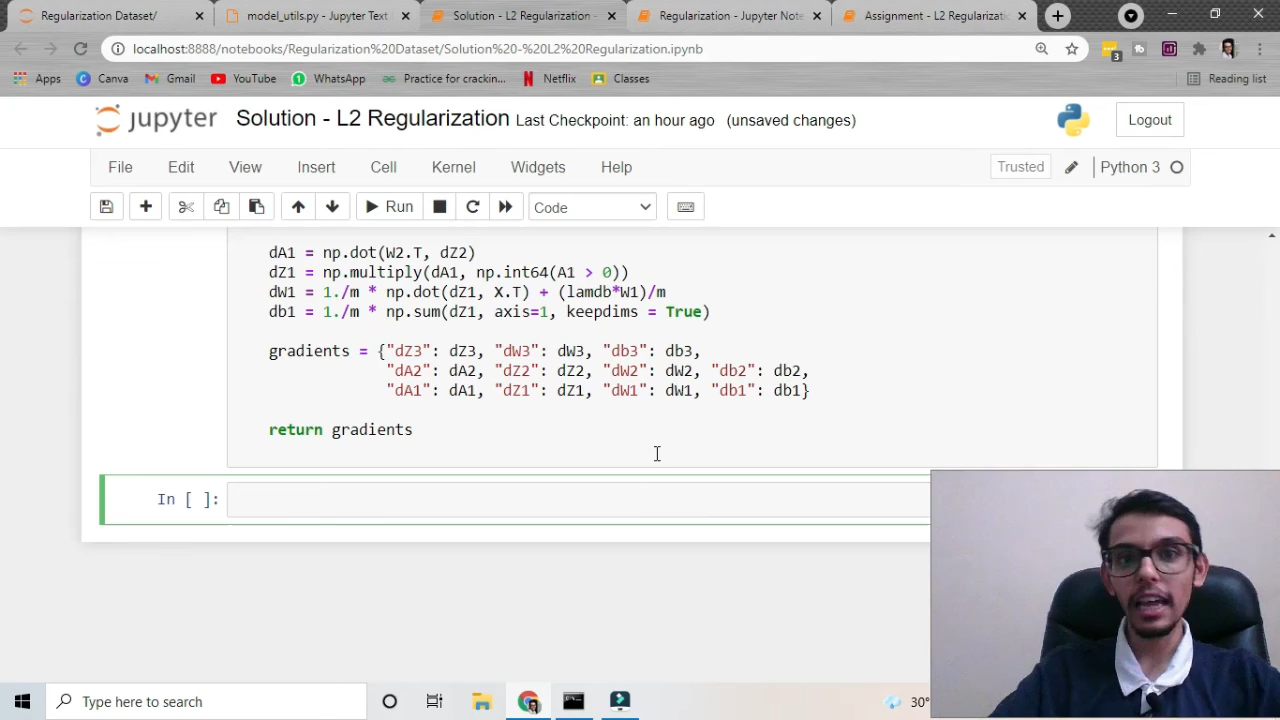 Regularization Dataset/
model_utils.py - Jupyter Text
Solution - L2 Regularization -
Regularization - Jupyter Note
Assignment - L2 Regularizatio
localhost:8888/notebooks/Regularization%20Dataset/Solution%20-%20L2%20Regularization.ipynb
3
Apps
Canva
Gmail
YouTube
WhatsApp
Practice for crackin...
Netflix
Classes
Reading list
jupyter
Solution - L2 Regularization Last Checkpoint: an hour ago (unsaved changes)
Logout
File
Edit
View
Insert
Cell
Kernel
Widgets
Help
Trusted
Python 3
Run
Code
dA1 = np.dot(W2.T, dZ2)
dZ1 = np.multiply(dA1, np.int64(A1 > 0))
dW1 = 1./m * np.dot(dZ1, X.T) + (lamdb*W1)/m
db1 = 1./m * np.sum(dZ1, axis=1, keepdims = True)
gradients = {"dZ3": dZ3, "dW3": dW3, "db3": db3,
"dA2": dA2, "dZ2": dZ2, "dW2": dW2, "db2": db2,
"dA1": dA1, "dZ1": dZ1, "dW1": dW1, "db1": db1}
return gradients
In [ ]:
Type here to search
30°